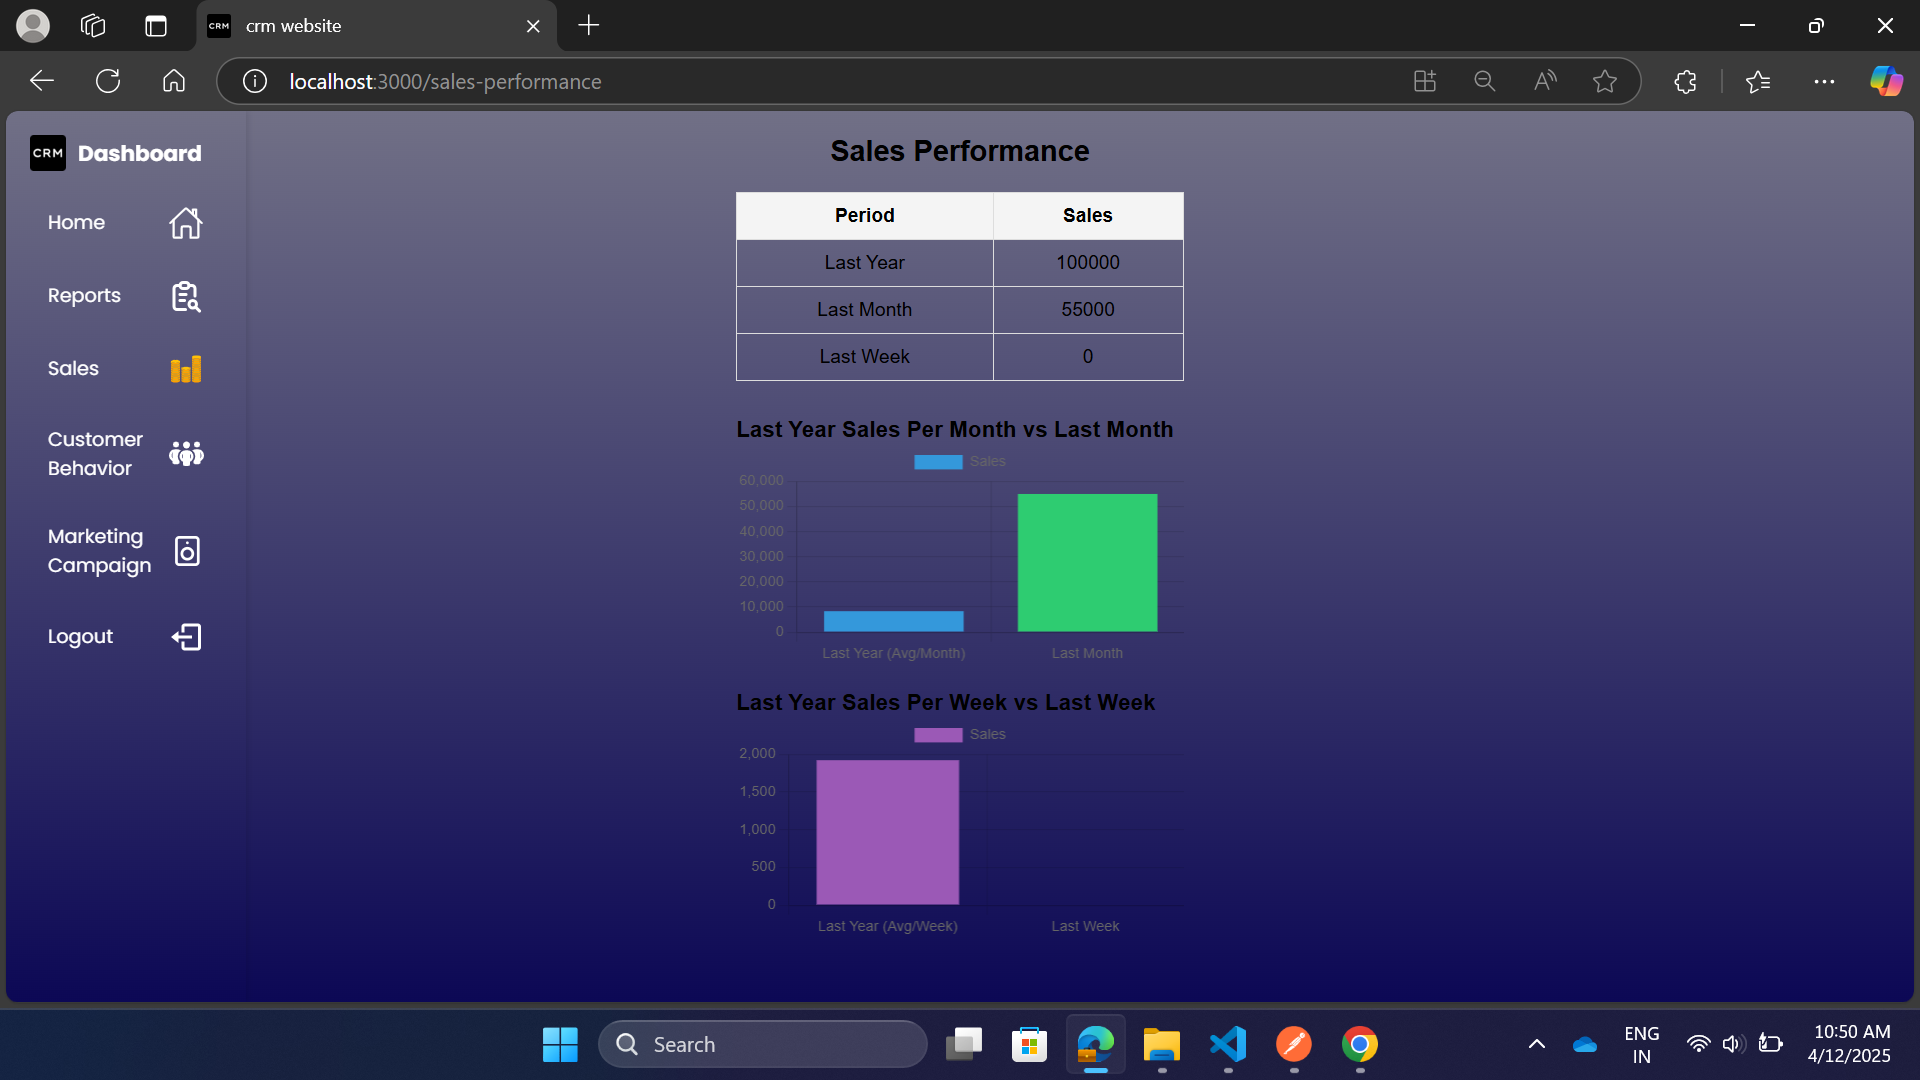 CRM crm website
localhost:3000/sales-performance
CRM Dashboard
Home
Reports
Sales
Customer
Behavior
Marketing
Campaign
Logout
Sales Performance
Period Sales
Last Year 100000
Last Month 55000
Last Week 0
Last Year Sales Per Month vs Last Month
Sales
60,000
50,000
40,000
30,000
20,000
10,000
0
Last Year (Avg/Month) Last Month
Last Year Sales Per Week vs Last Week
Sales
2,000
1,500
1,000
500
0
Last Year (Avg/Week) Last Week
Search
ENG
IN
10:50 AM
4/12/2025